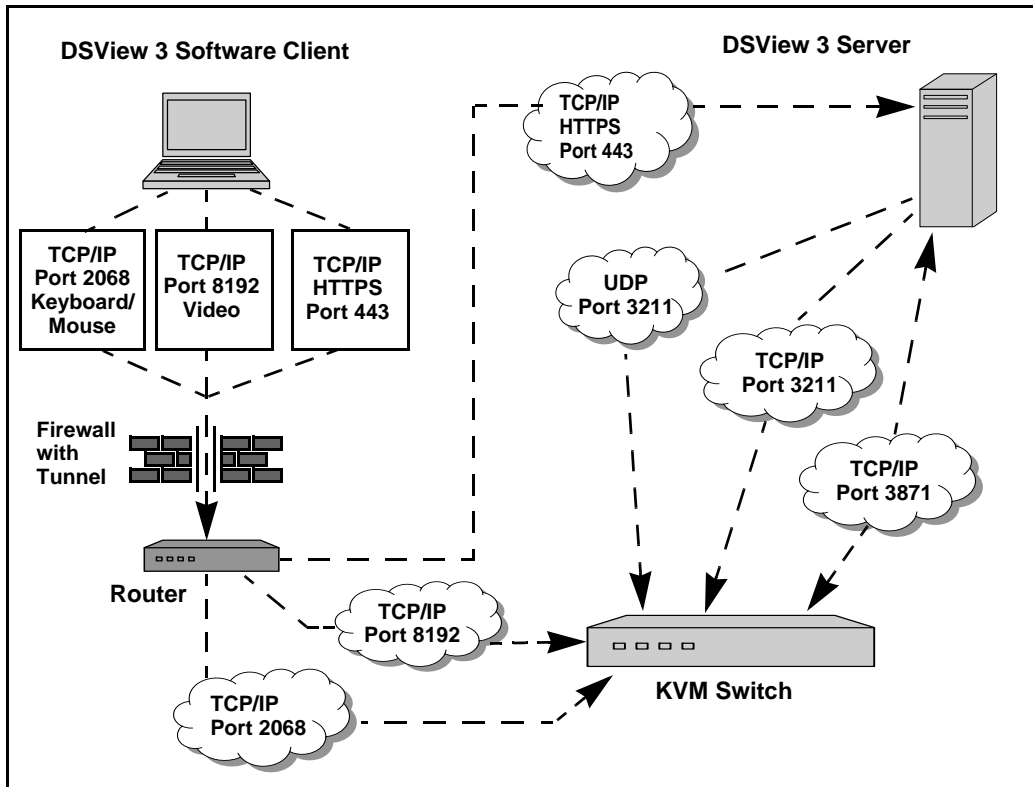 DSView 3 Software Client
DSView 3 Server
TCP/IP
HTTPS
Port 443
TCP/IP
Port 2068
Keyboard/
Mouse
TCP/IP
Port 8192
Video
TCP/IP
HTTPS
Port 443
UDP
Port 3211
TCP/IP
Port 3211
TCP/IP
Port 3871
Firewall
with
Tunnel
Router
TCP/IP
Port 8192
TCP/IP
Port 2068
KVM Switch